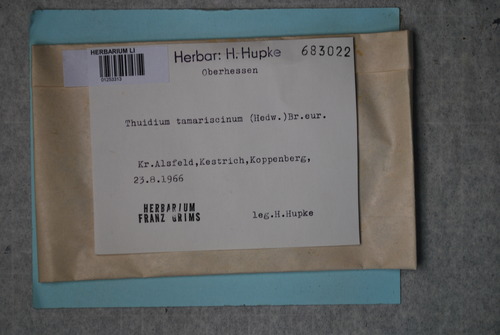 HERBARIUM LI
Herbar: H. Hupke 683022
Oberhessen
Thuidium tamariscinum (Hedw.)Br.eur.
Kr.Alsfeld,Kestrich,Koppenberg,
23.8.1966
HERBARIUM
FRANZ GRIMS
leg.H.Hupke